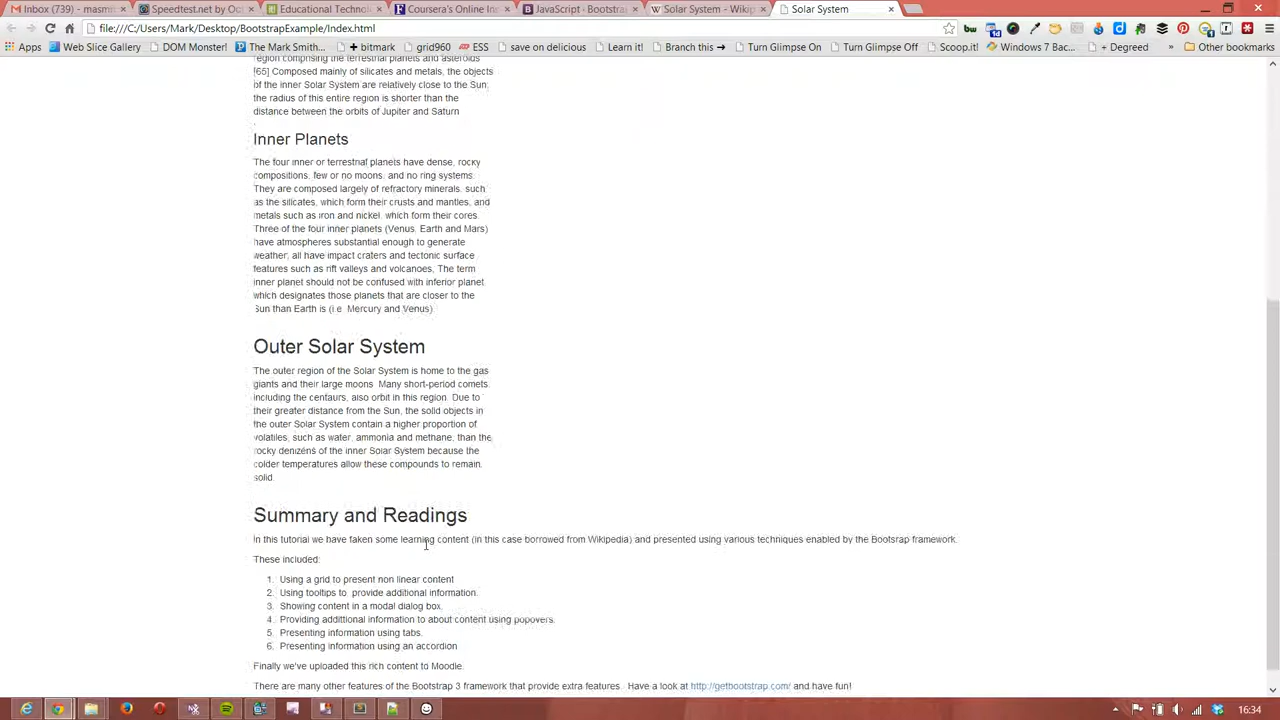 Inbox (739) - masmi
Speedtest.net by Oo
Educational Technol
Coursera's Online In
JavaScript · Bootstra
Solar System - Wikip
Solar System
file:///C:/Users/Mark/Desktop/BootstrapExample/Index.html
Apps
Web Slice Gallery
DOM Monster!
The Mark Smith...
+ bitmark
grid960
ESS
save on delicious
Learn it!
Branch this →
Turn Glimpse On
Turn Glimpse Off
Scoop.it!
Windows 7 Bac...
+ Degreed
»
Other bookmarks
region comprising the terrestrial planets and asteroids
[65] Composed mainly of silicates and metals, the objects
of the inner Solar System are relatively close to the Sun;
the radius of this entire region is shorter than the
distance between the orbits of Jupiter and Saturn
.
Inner Planets
The four inner or terrestrial planets have dense, rocky
compositions, few or no moons, and no ring systems.
They are composed largely of refractory minerals, such
as the silicates, which form their crusts and mantles, and
metals such as iron and nickel, which form their cores.
Three of the four inner planets (Venus, Earth and Mars)
have atmospheres substantial enough to generate
weather; all have impact craters and tectonic surface
features such as rift valleys and volcanoes, The term
inner planet should not be confused with inferior planet,
which designates those planets that are closer to the
Sun than Earth is (i.e. Mercury and Venus).
Outer Solar System
The outer region of the Solar System is home to the gas
giants and their large moons. Many short-period comets,
including the centaurs, also orbit in this region. Due to
their greater distance from the Sun, the solid objects in
the outer Solar System contain a higher proportion of
volatiles, such as water, ammonia and methane, than the
rocky denizens of the inner Solar System because the
colder temperatures allow these compounds to remain
solid.
Summary and Readings
In this tutorial we have taken some learning content (in this case borrowed from Wikipedia) and presented using various techniques enabled by the Bootsrap framework.
These included:
1. Using a grid to present non linear content
2. Using tooltips to provide additional information.
3. Showing content in a modal dialog box.
4. Providing addttional information to about content using popovers.
5. Presenting information using tabs.
6. Presenting information using an accordion
Finally we've uploaded this rich content to Moodle.
There are many other features of the Bootstrap 3 framework that provide extra features. Have a look at http://getbootstrap.com/ and have fun!
16:34